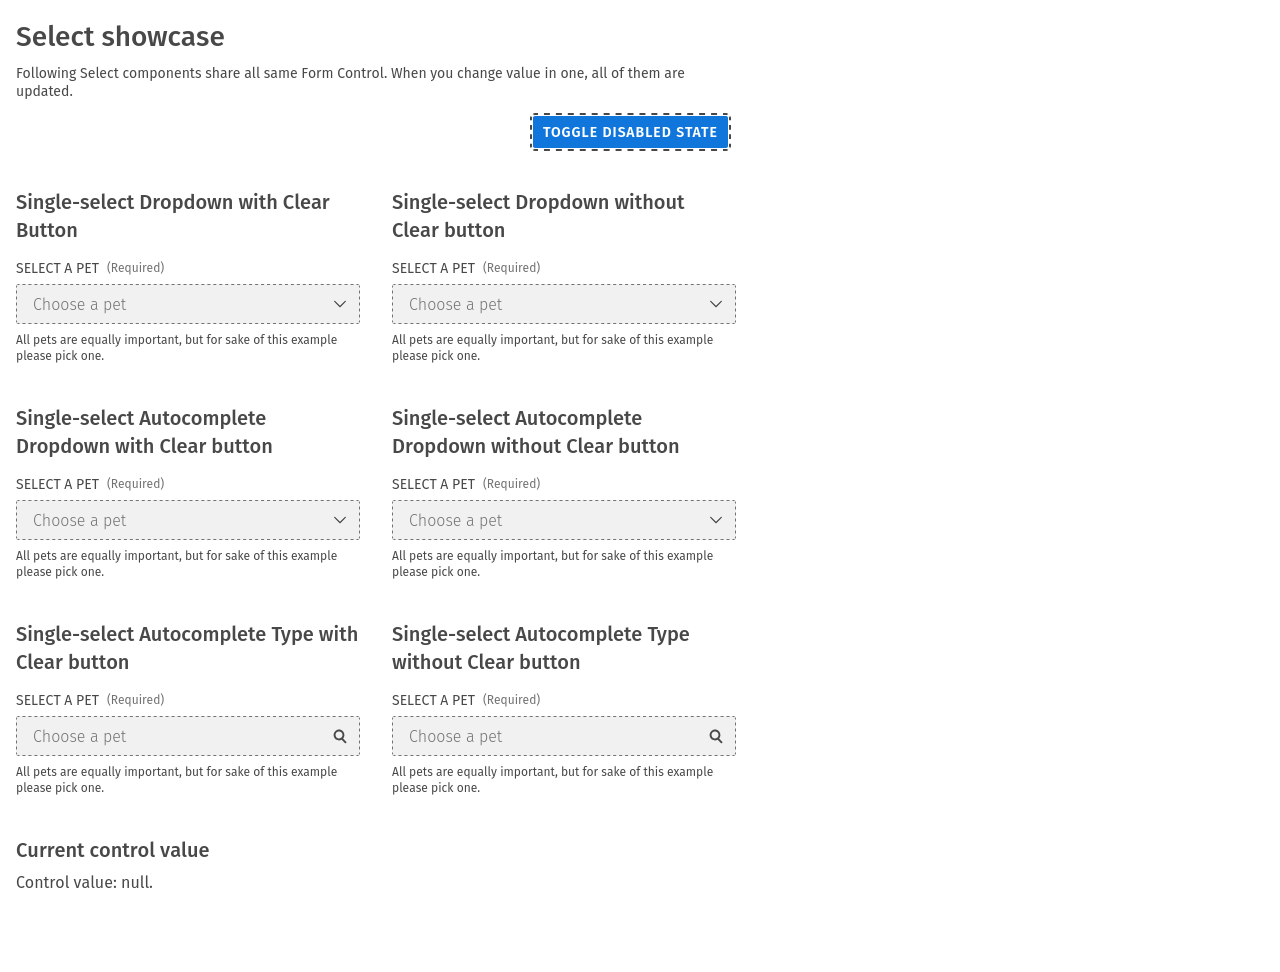 Select showcase
Following Select components share all same Form Control. When you change value in one, all of them are
updated.
TOGGLE DISABLED STATE
Single-select Dropdown with Clear
Button
SELECT A PET (Required)
Choose a pet
All pets are equally important, but for sake of this example
please pick one.
Single-select Dropdown without
Clear button
SELECT A PET (Required)
Choose a pet
All pets are equally important, but for sake of this example
please pick one.
Single-select Autocomplete
Dropdown with Clear button
SELECT A PET (Required)
Choose a pet
All pets are equally important, but for sake of this example
please pick one.
Single-select Autocomplete
Dropdown without Clear button
SELECT A PET (Required)
Choose a pet
All pets are equally important, but for sake of this example
please pick one.
Single-select Autocomplete Type with
Clear button
SELECT A PET (Required)
Choose a pet
All pets are equally important, but for sake of this example
please pick one.
Single-select Autocomplete Type
without Clear button
SELECT A PET (Required)
Choose a pet
All pets are equally important, but for sake of this example
please pick one.
Current control value
Control value: null.